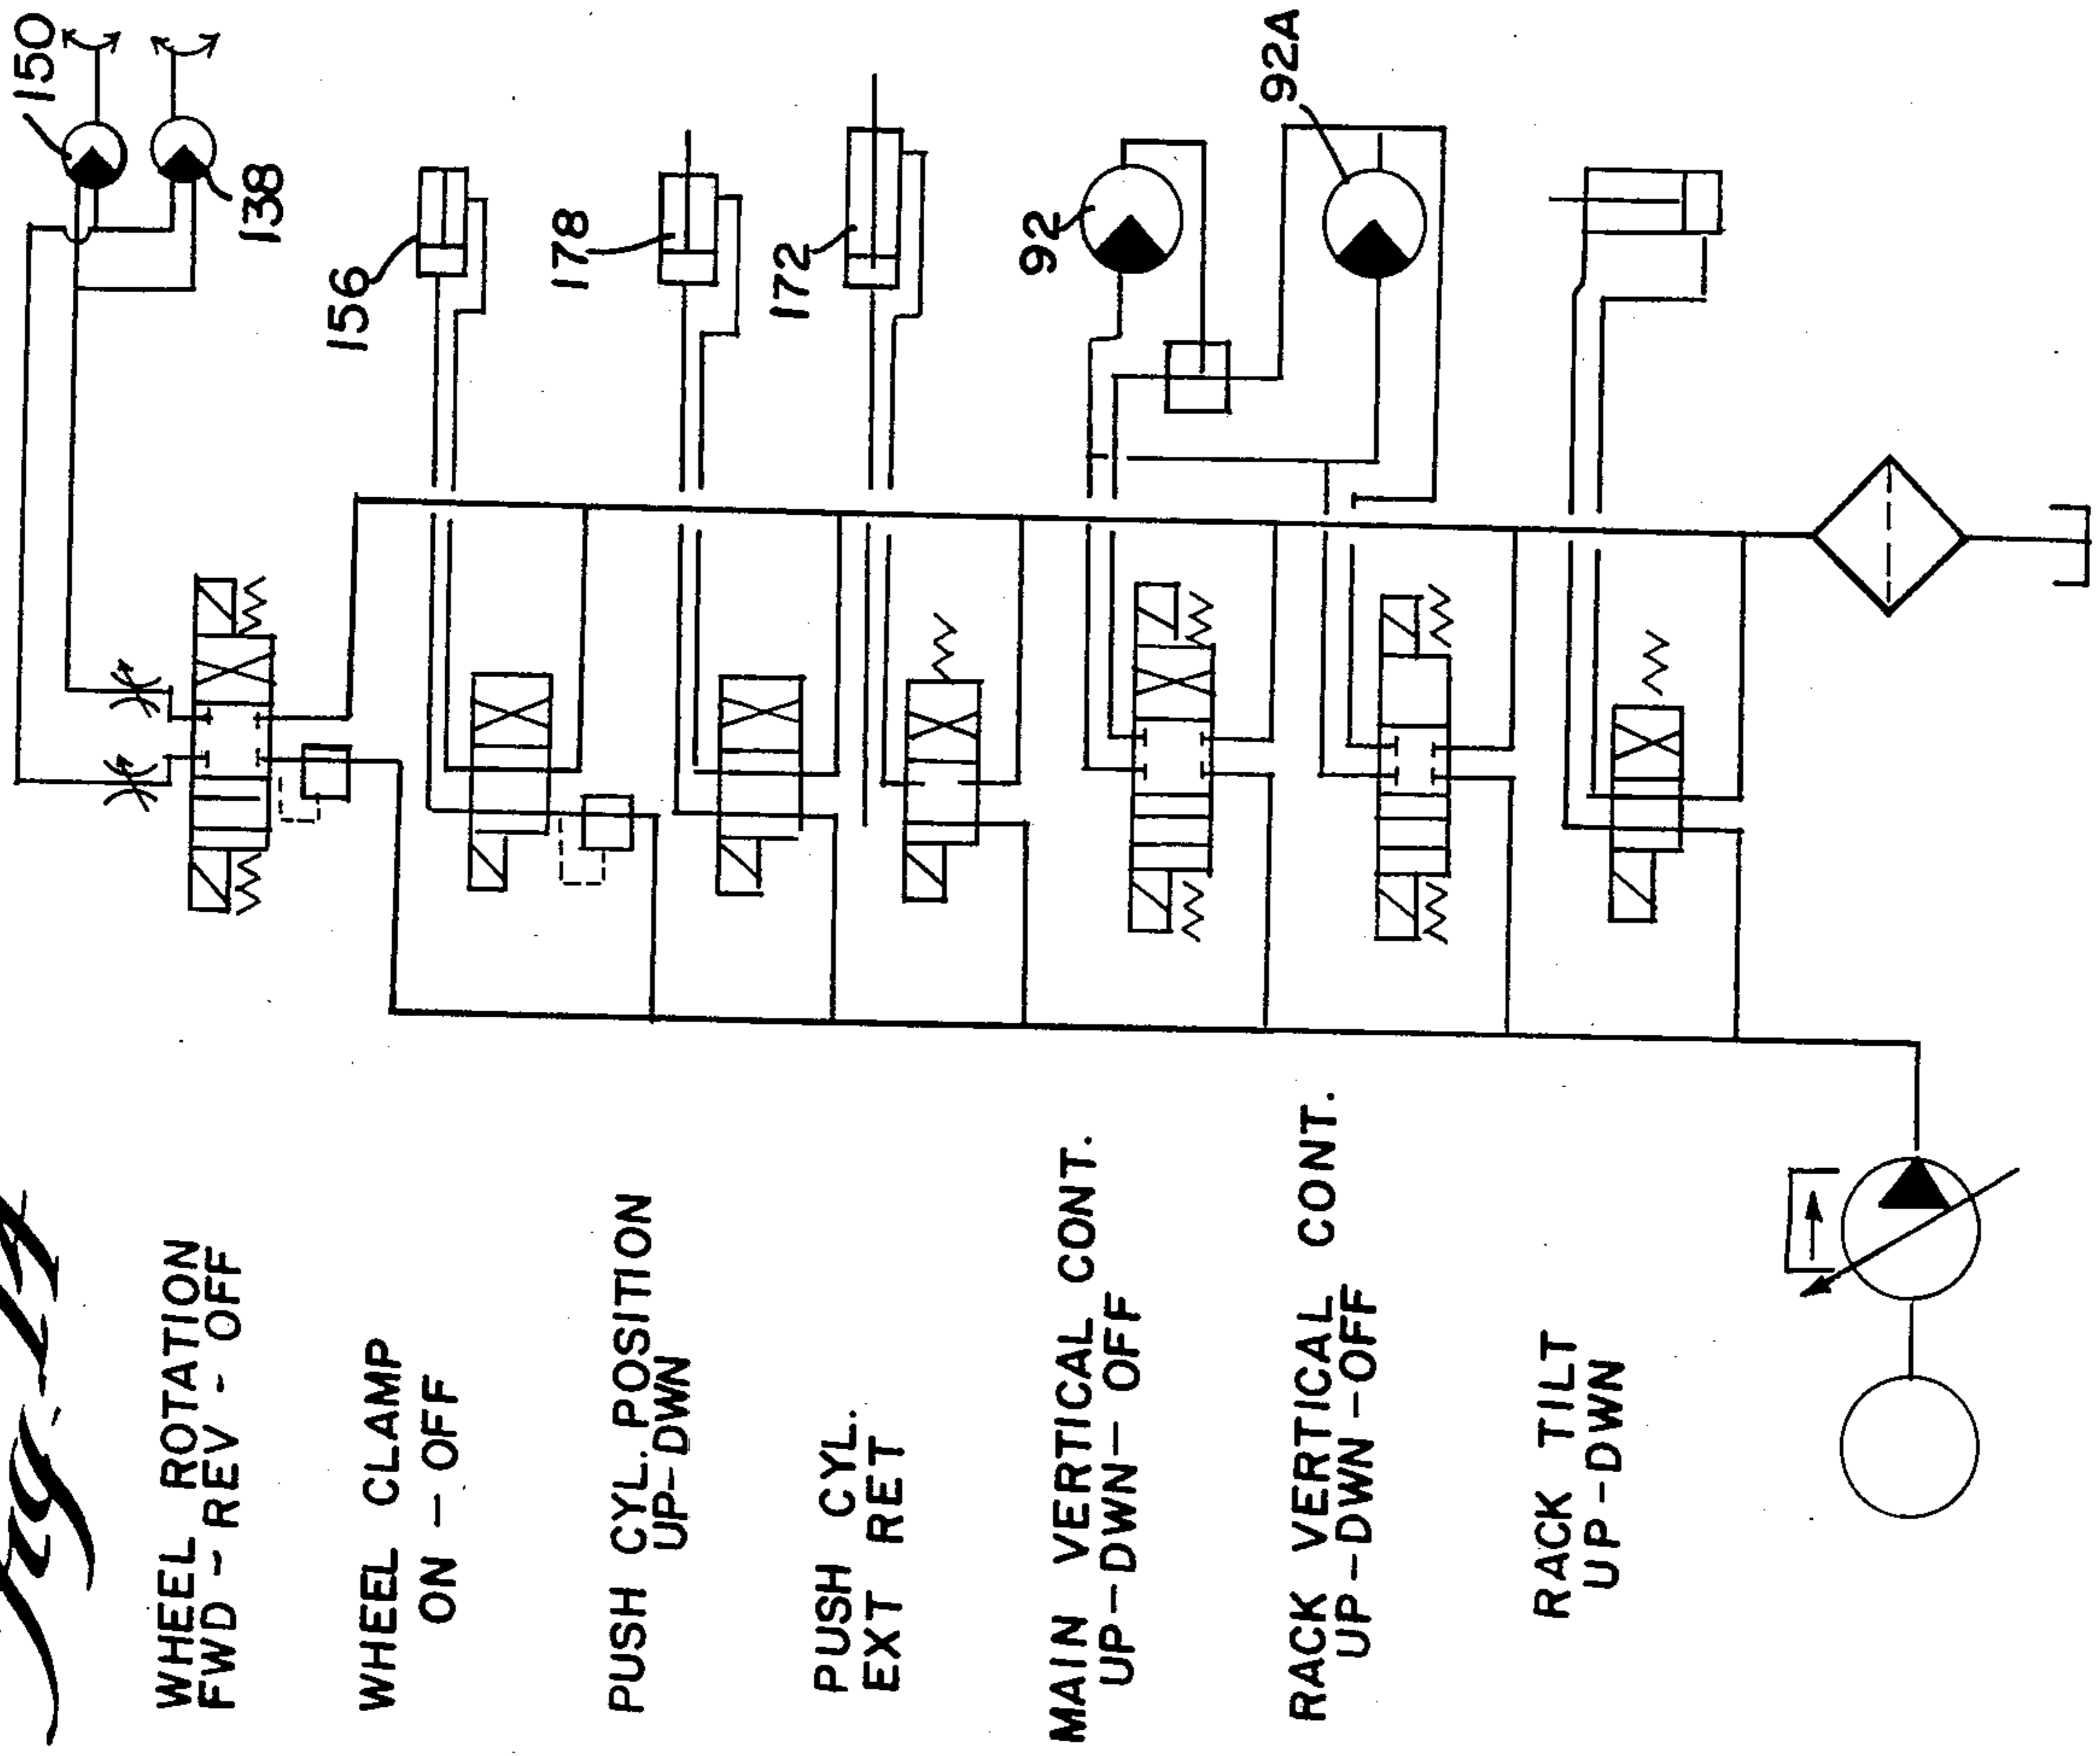 WHEEL ROTATION
FWD - REV - OFF
WHEEL CLAMP
ON - OFF
PUSH CYL. POSITION
UP-DWN
PUSH CYL.
EXT RET
MAIN VERTICAL CONT.
UP-DWN-OFF
RACK VERTICAL CONT.
UP-DWN-OFF
RACK TILT
UP-DWN
150
138
156
178
172
92
92A